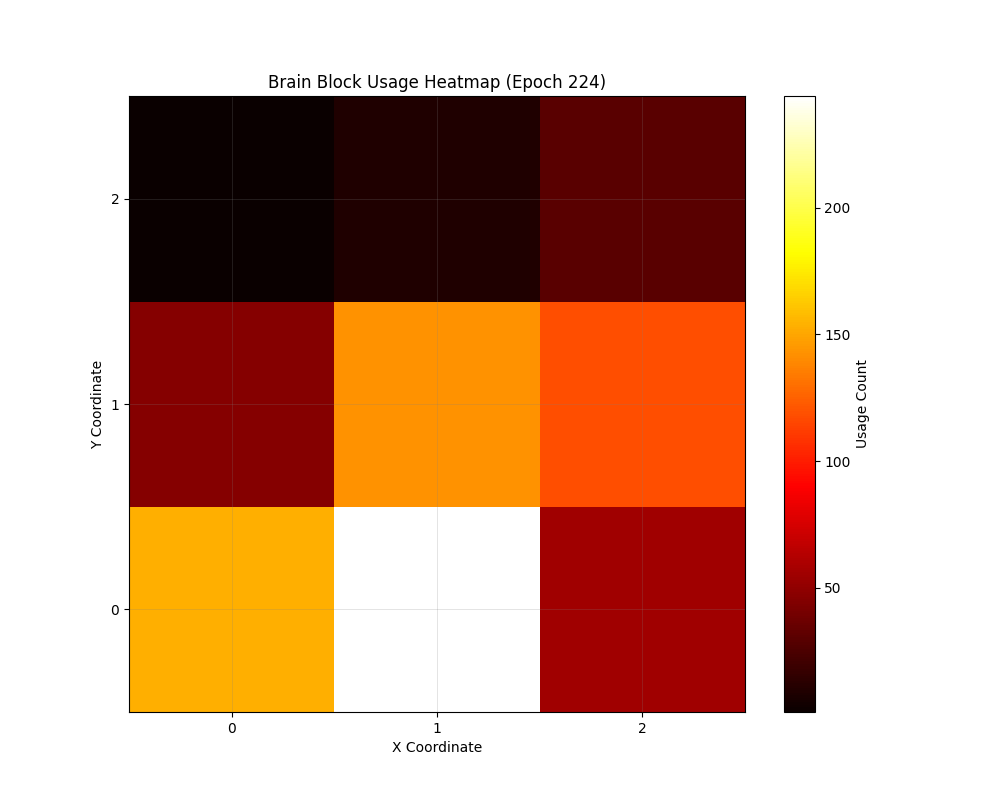 Brain Block Usage Heatmap (Epoch 224)
2
1
0
Y Coordinate
0 1 2
X Coordinate
200
150
100
50
Usage Count